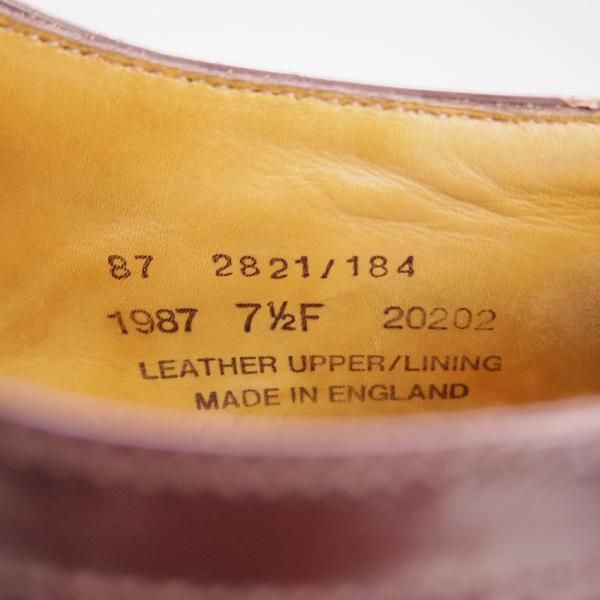 87 2821/184
1987 7½F 20202
LEATHER UPPER/LINING
MADE IN ENGLAND